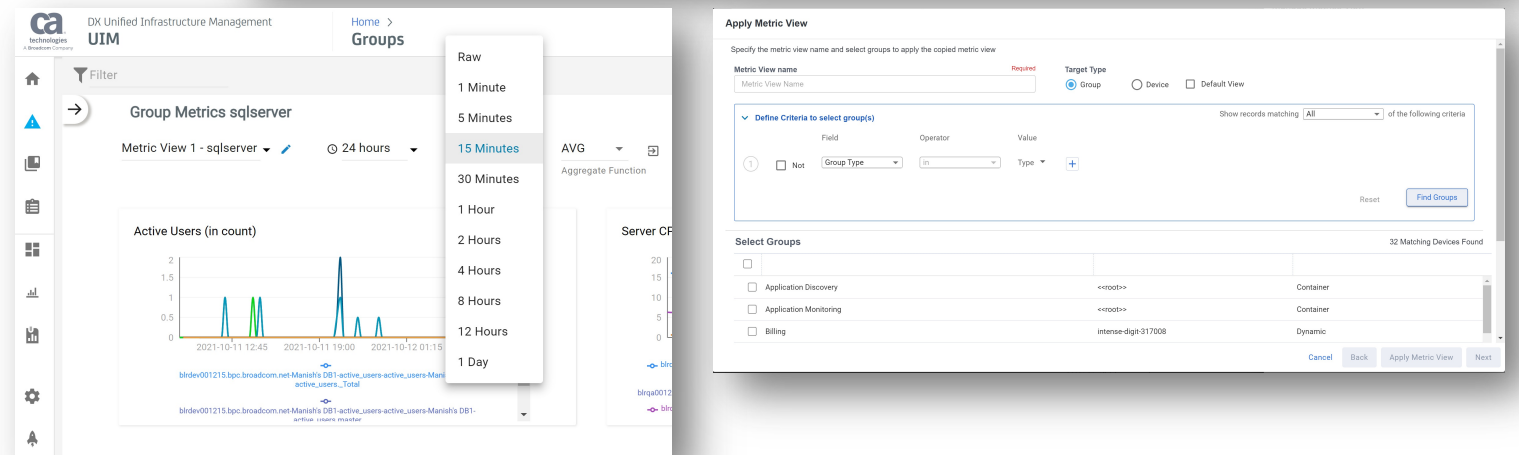 ca
technologies
A Broadcom Company
DX Unified Infrastructure Management
UIM
Home >
Groups
Filter
Group Metrics sqlserver
Metric View 1 - sqlserver
24 hours
Raw
1 Minute
5 Minutes
15 Minutes
30 Minutes
1 Hour
2 Hours
4 Hours
8 Hours
12 Hours
1 Day
AVG
Aggregate Function
Active Users (in count)
2
1.5
1
0.5
0
2021-10-11 12:45 2021-10-11 19:00 2021-10-12 01:15
blrdev001215.bpc.broadcom.net-Manish's DB1-active_users-active_users-Mani
active_users._Total
blrdev001215.bpc.broadcom.net-Manish's DB1-active_users-active_users-Manish's DB1-
active_users.master
Server CP
20
15
10
5
0
blrd
blrqa0012
blrd
Apply Metric View
Specify the metric view name and select groups to apply the copied metric view
Metric View name Required
Metric View Name
Target Type
Group Device Default View
Define Criteria to select group(s)
Show records matching All of the following criteria
Field Operator Value
1 Not Group Type in Type +
Reset Find Groups
Select Groups 32 Matching Devices Found
Application Discovery <<root>> Container
Application Monitoring <<root>> Container
Billing intense-digit-317008 Dynamic
Cancel Back Apply Metric View Next